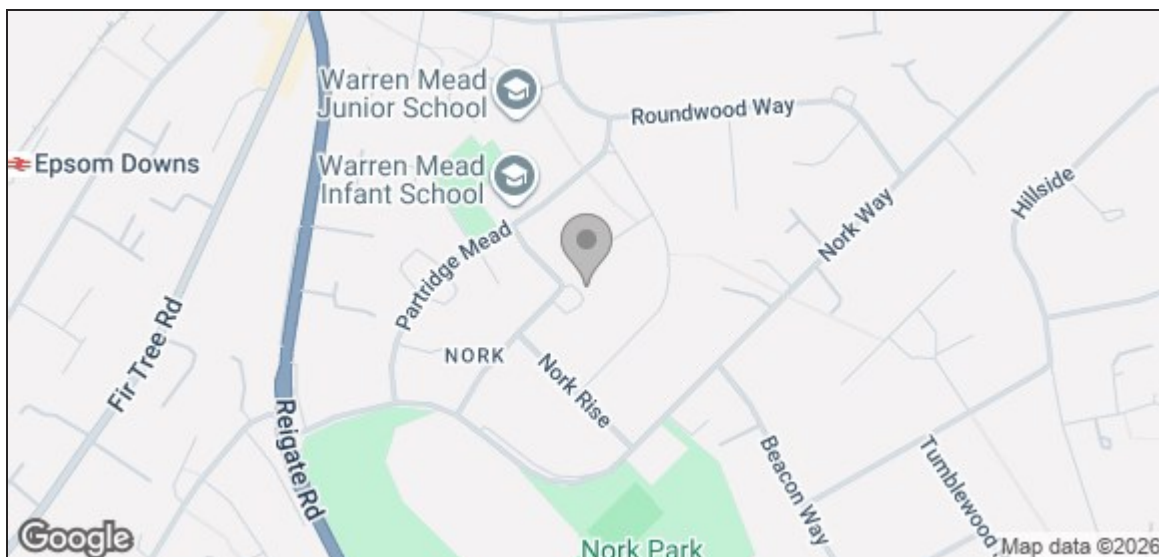 Warren Mead
Junior School
Roundwood Way
Epsom Downs
Warren Mead
Infant School
Hillside
Nork Way
Partridge Mead
Fir Tree Rd
NORK
Nork Rise
Reigate Rd
Beacon Way
Tumblewood
Nork Park
Google
Map data ©2026